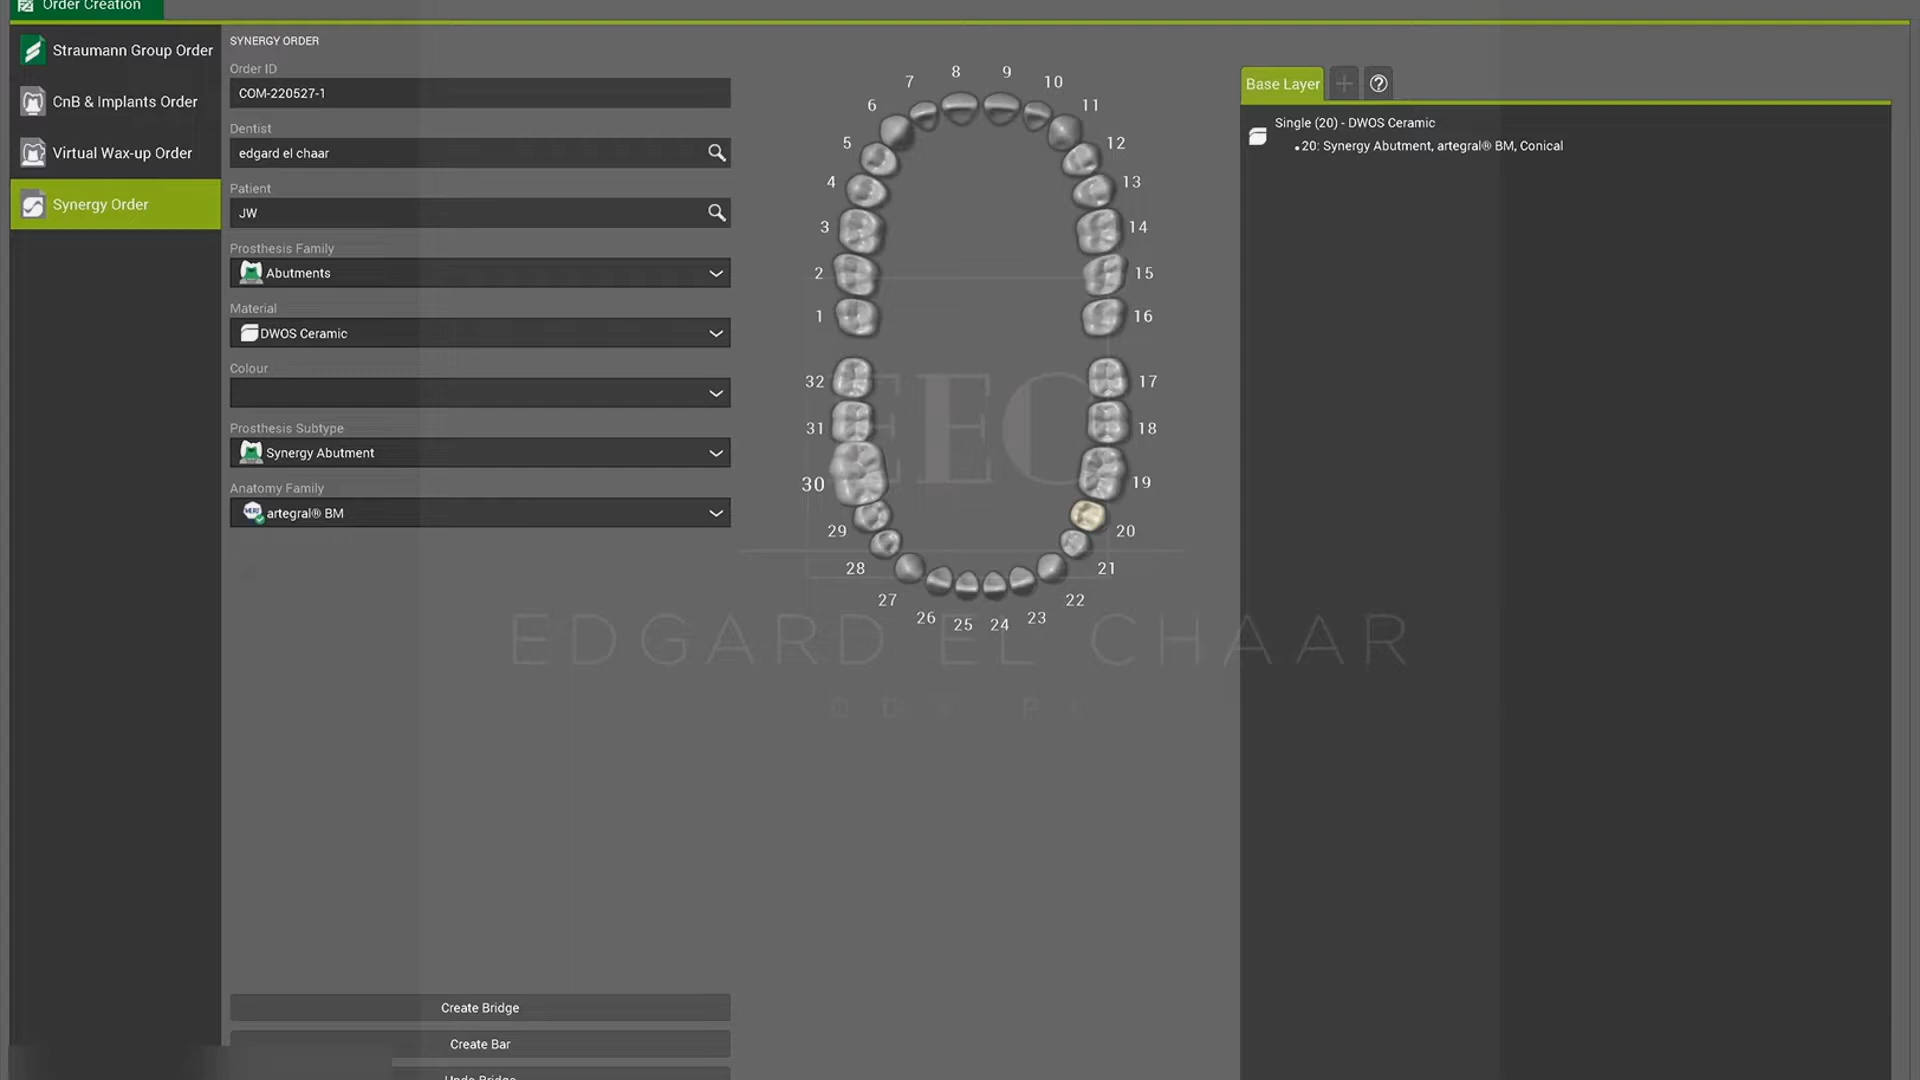 Order Creation
Straumann Group Order
CnB & Implants Order
Virtual Wax-up Order
Synergy Order
SYNERGY ORDER
Order ID
COM-220527-1
Dentist
edgard el chaar
Patient
JW
Prosthesis Family
Abutments
Material
DWOS Ceramic
Colour
Prosthesis Subtype
Synergy Abutment
Anatomy Family
artegral® BM
Create Bridge
Create Bar
Undo Bridge
8 9
7 10
6 11
5 12
4 13
3 14
2 15
1 16
32 17
31 18
30 19
29 20
28 21
27 22
26 25 24 23
EEC
EDGARD EL CHAAR
Base Layer
Single (20) - DWOS Ceramic
•20: Synergy Abutment, artegral® BM, Conical